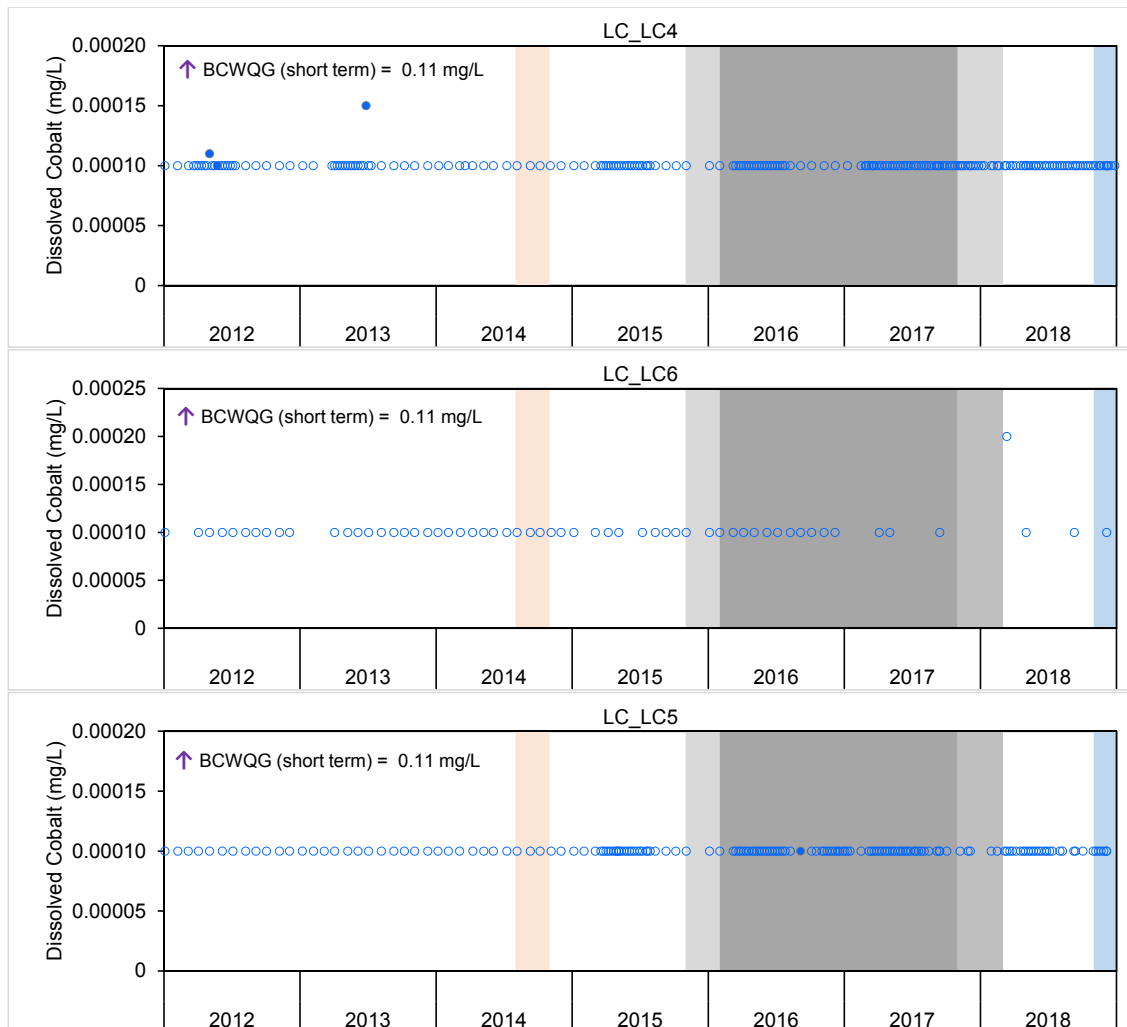 LC_LC4
Dissolved Cobalt (mg/L)
0.00020
0.00015
0.00010
0.00005
0
↑ BCWQG (short term) = 0.11 mg/L
2012 2013 2014 2015 2016 2017 2018
LC_LC6
Dissolved Cobalt (mg/L)
0.00025
0.00020
0.00015
0.00010
0.00005
0
↑ BCWQG (short term) = 0.11 mg/L
2012 2013 2014 2015 2016 2017 2018
LC_LC5
Dissolved Cobalt (mg/L)
0.00020
0.00015
0.00010
0.00005
0
↑ BCWQG (short term) = 0.11 mg/L
2012 2013 2014 2015 2016 2017 2018